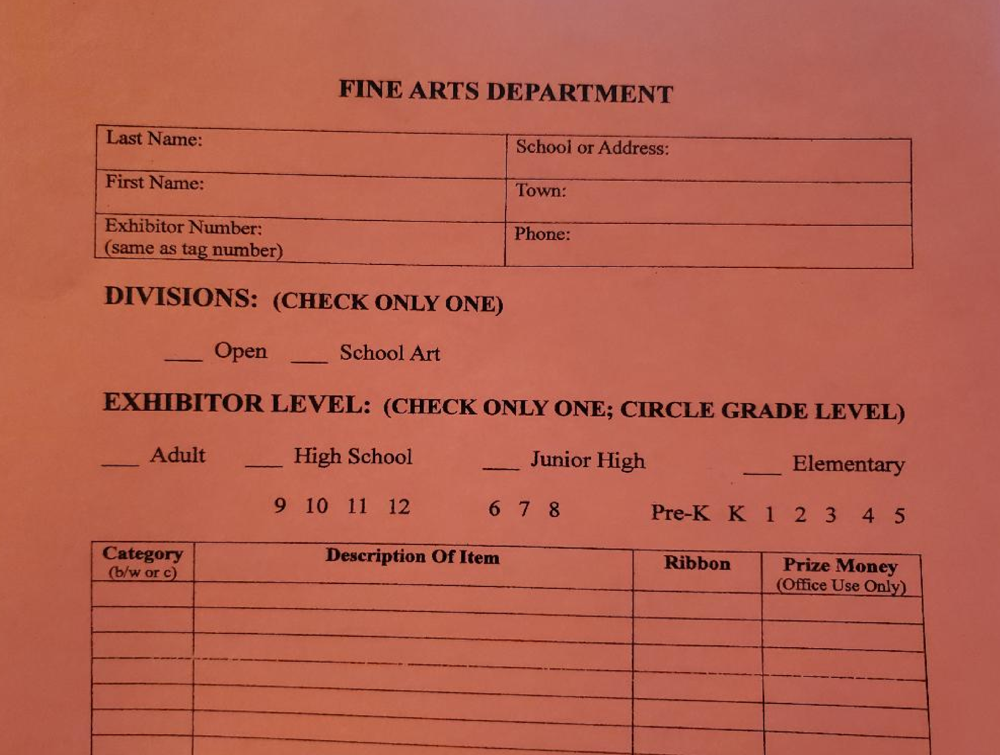 FINE ARTS DEPARTMENT
Last Name:
School or Address:
First Name:
Town:
Exhibitor Number:
(same as tag number)
Phone:
DIVISIONS: (CHECK ONLY ONE)
___ Open ___ School Art
EXHIBITOR LEVEL: (CHECK ONLY ONE; CIRCLE GRADE LEVEL)
___ Adult ___ High School ___ Junior High ___ Elementary
9 10 11 12 6 7 8 Pre-K K 1 2 3 4 5
Category
(b/w or c)
Description Of Item
Ribbon
Prize Money
(Office Use Only)